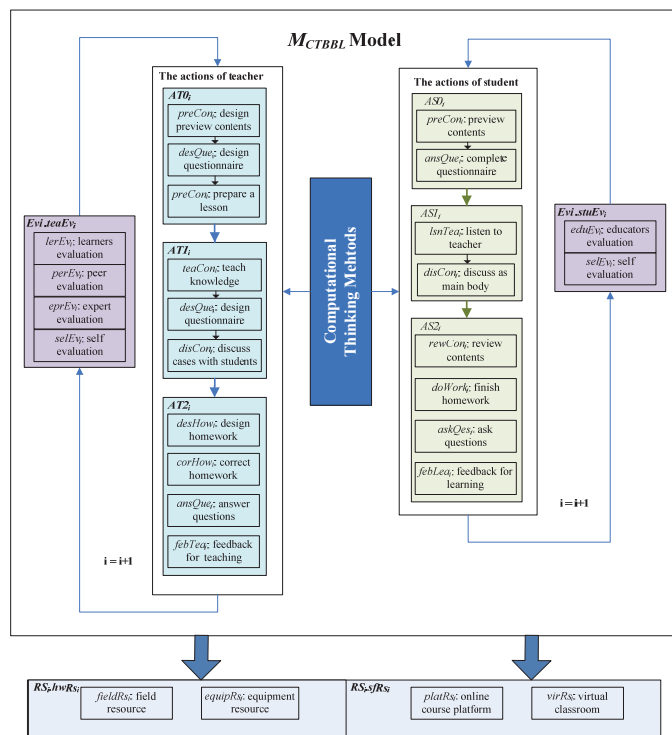 M_CTBBL Model
The actions of teacher
AT0_i
preCon_i: design
preview contents
desQue_i: design
questionnaire
preCon_i: prepare a
lesson
AT1_i
teaCon_i: teach
knowledge
desQue_i: design
questionnaire
disCon_i: discuss
cases with students
AT2_i
desHow_i: design
homework
corHow_i: correct
homework
ansQue_i: answer
questions
febTea_i: feedback
for teaching
Evi.teaEv_i
lerEv_i: learners
evaluation
perEv_i: peer
evaluation
eprEv_i: expert
evaluation
selEv_i: self
evaluation
i = i+1
Computational
Thinking Mehtods
The actions of student
AS0_i
preCon_i: preview
contents
ansQue_i: complete
questionnaire
AS1_i
lsnTea_i: listen to
teacher
disCon_i: discuss as
main body
AS2_i
rewCon_i: review
contents
doWork_i: finish
homework
askQes_i: ask
questions
febLea_i: feedback for
learning
Evi.stuEv_i
eduEv_i: educators
evaluation
selEv_i: self
evaluation
i = i+1
RS_i.hwRs_i
fieldRs_i: field
resource
equipRs_i: equipment
resource
RS_i.sfRs_i
platRs_i: online
course platform
virRs_i: virtual
classroom